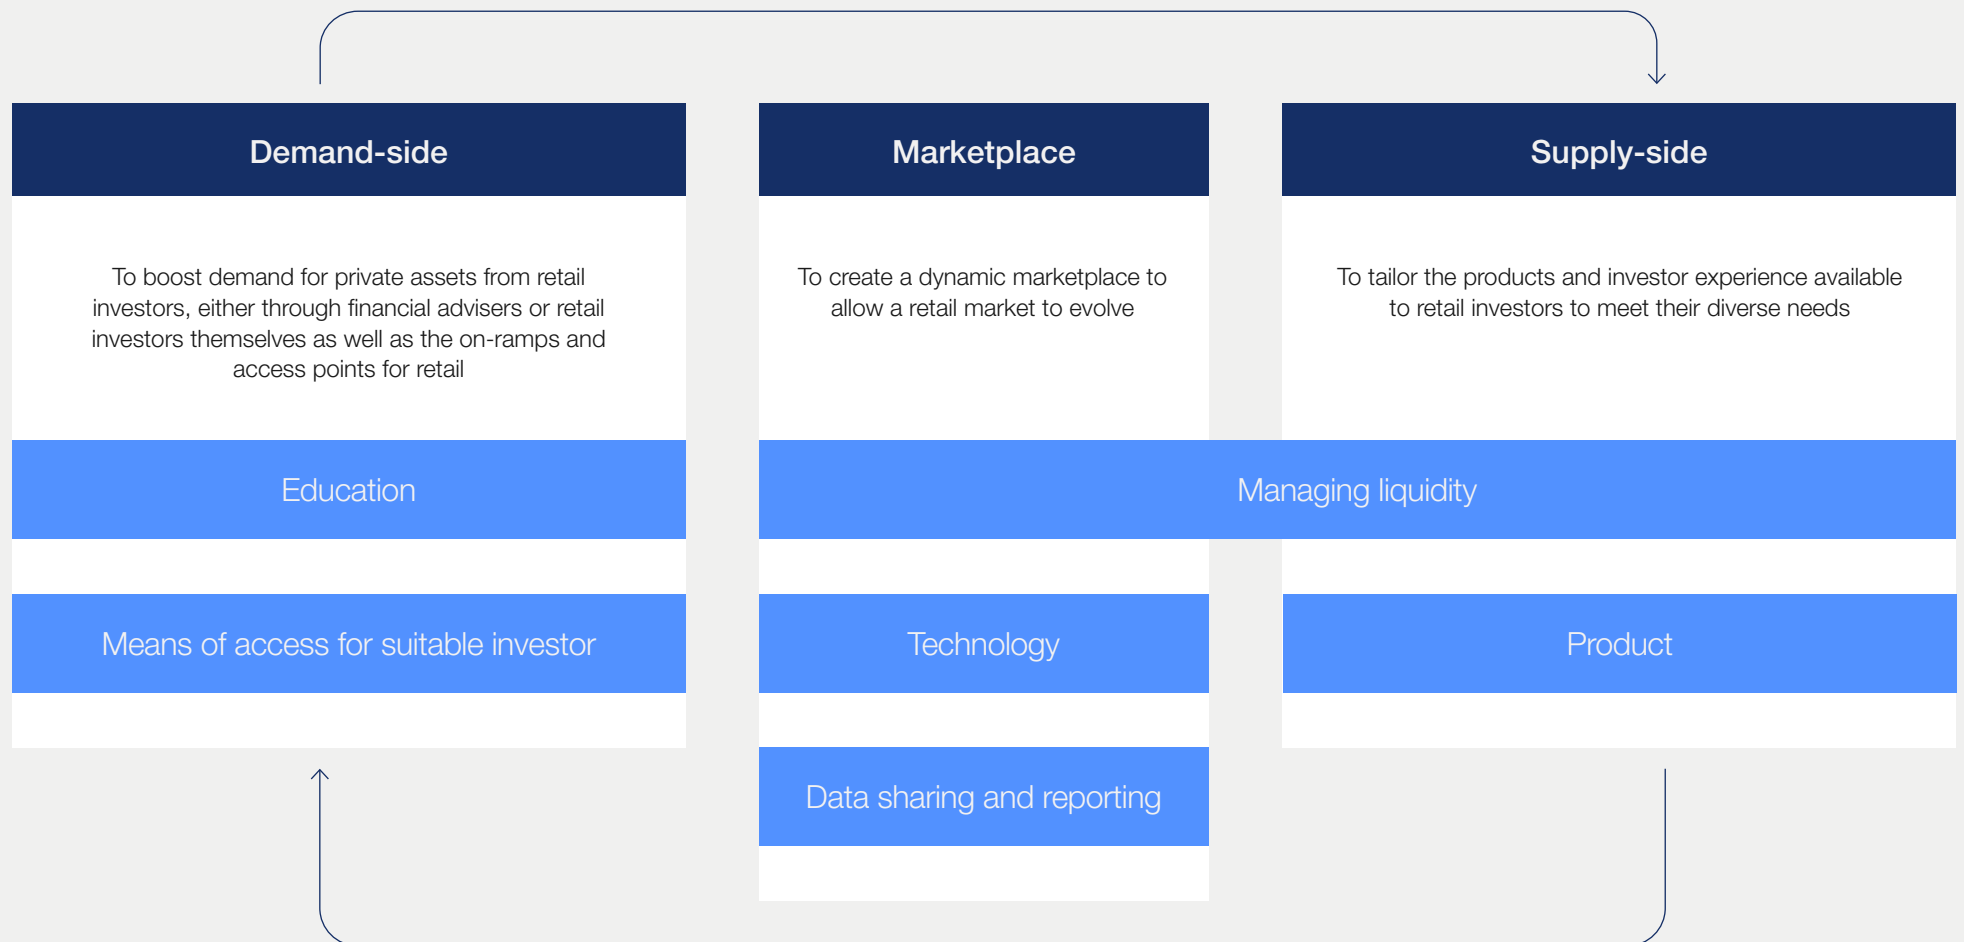 Demand-side
To boost demand for private assets from retail
investors, either through financial advisers or retail
investors themselves as well as the on-ramps and
access points for retail
Education
Means of access for suitable investor
Marketplace
To create a dynamic marketplace to
allow a retail market to evolve
Managing liquidity
Technology
Data sharing and reporting
Supply-side
To tailor the products and investor experience available
to retail investors to meet their diverse needs
Product